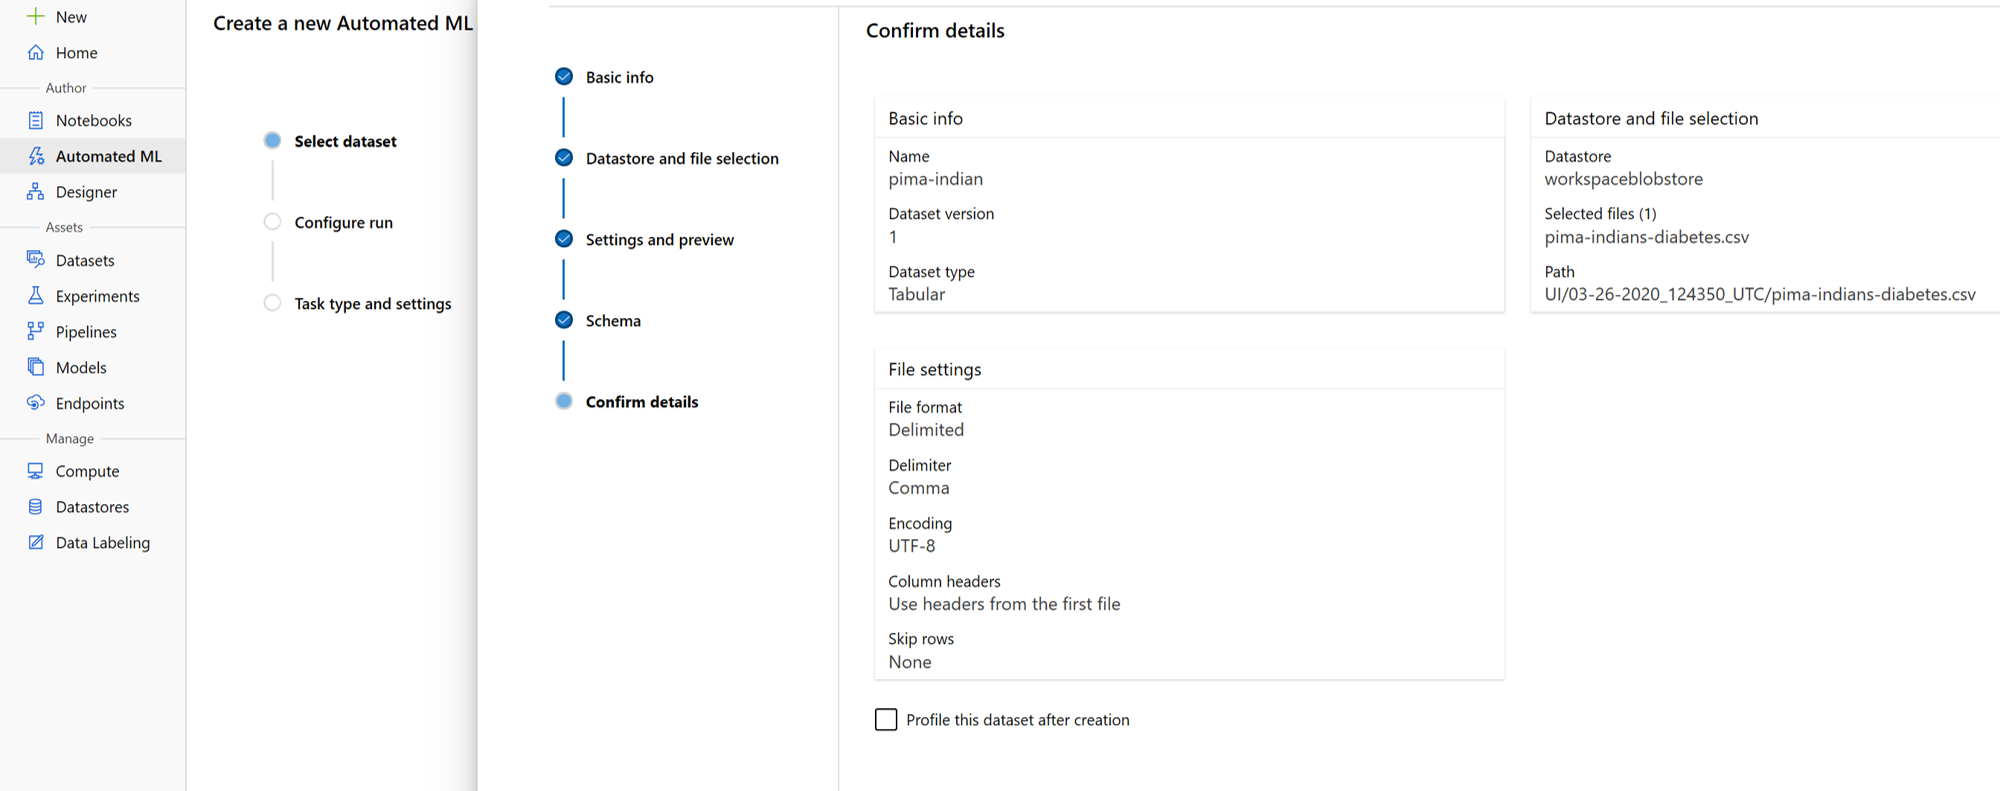 New
Home
Author
Notebooks
Automated ML
Designer
Assets
Datasets
Experiments
Pipelines
Models
Endpoints
Manage
Compute
Datastores
Data Labeling
Create a new Automated ML
Select dataset
Configure run
Task type and settings
Basic info
Datastore and file selection
Settings and preview
Schema
Confirm details
Confirm details
Basic info
Name
pima-indian
Dataset version
1
Dataset type
Tabular
Datastore and file selection
Datastore
workspaceblobstore
Selected files (1)
pima-indians-diabetes.csv
Path
UI/03-26-2020_124350_UTC/pima-indians-diabetes.csv
File settings
File format
Delimited
Delimiter
Comma
Encoding
UTF-8
Column headers
Use headers from the first file
Skip rows
None
Profile this dataset after creation